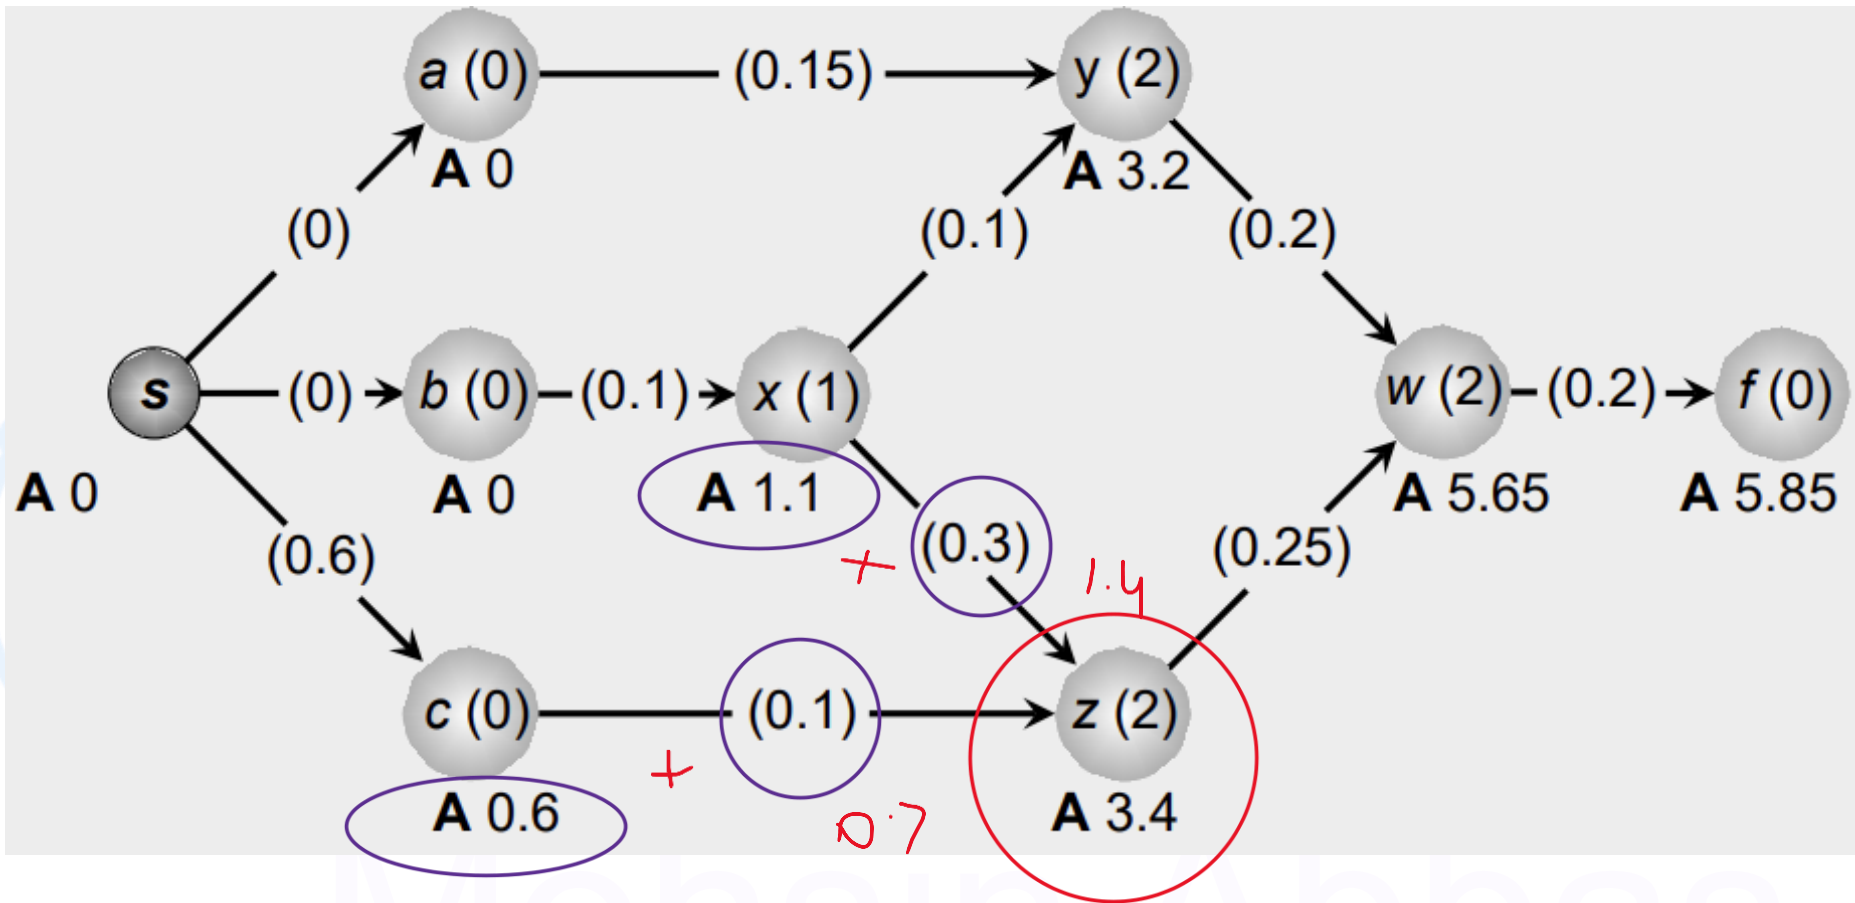 a (0) (0.15) y (2)
A 0 A 3.2
(0) (0.1) (0.2)
s (0) b (0) (0.1) x (1) w (2) (0.2) f (0)
A 0 A 0 A 1.1 A 5.65 A 5.85
(0.6) + (0.3) 1.4 (0.25)
c (0) (0.1) z (2)
+
A 0.6 0.7 A 3.4